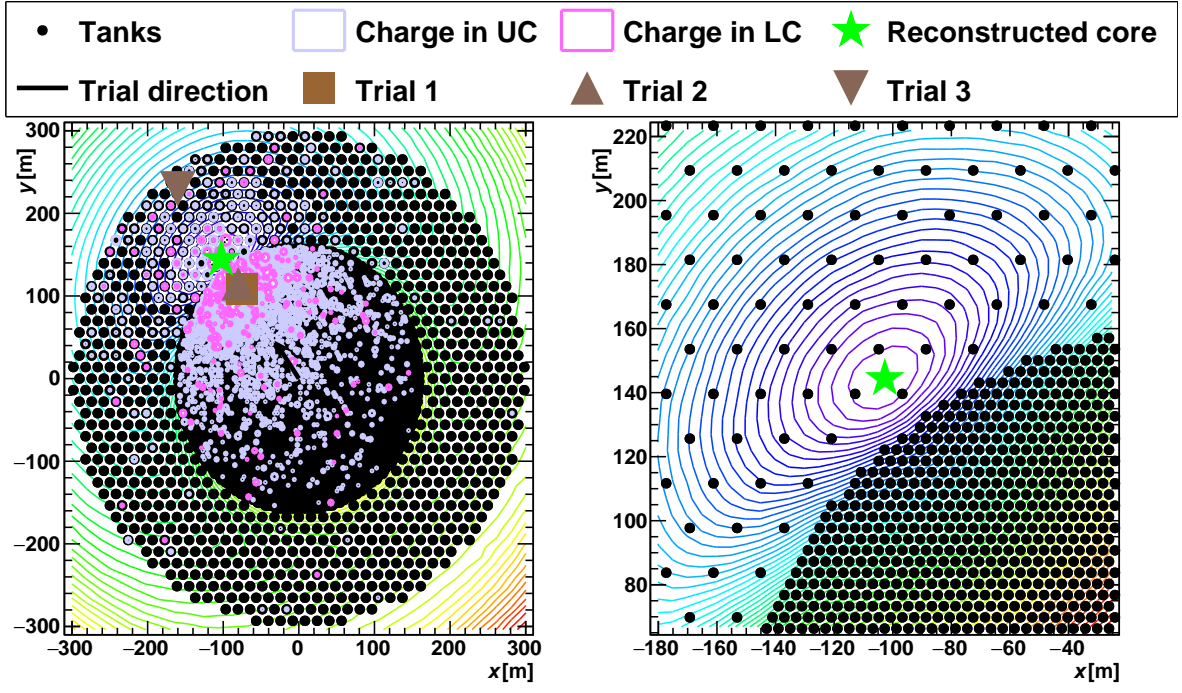 Tanks Charge in UC Charge in LC Reconstructed core
Trial direction Trial 1 Trial 2 Trial 3
y[m]
300
200
100
0
−100
−200
−300
−300 −200 −100 0 100 200 300
x[m]
y[m]
220
200
180
160
140
120
100
80
−180 −160 −140 −120 −100 −80 −60 −40
x[m]